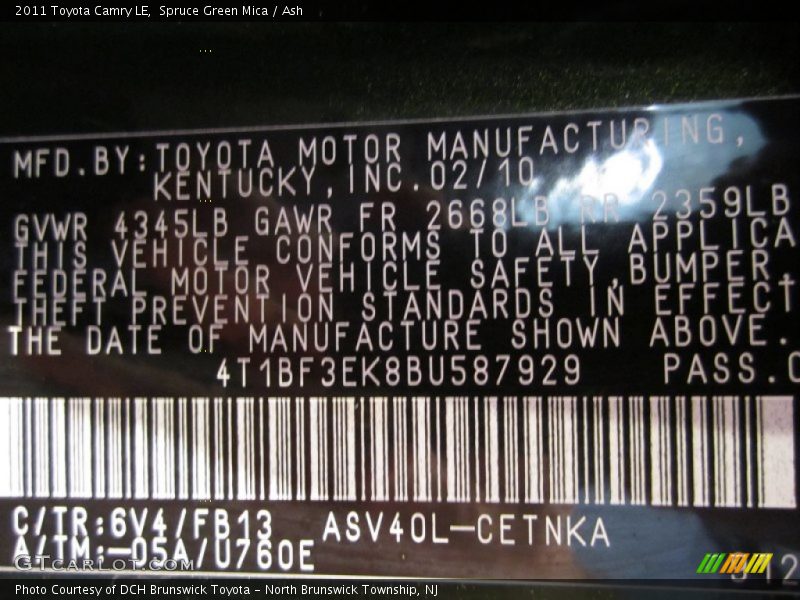 2011 Toyota Camry LE, Spruce Green Mica / Ash
MFD.BY:TOYOTA MOTOR MANUFACTURING,
KENTUCKY,INC.02/10
GVWR 4345LB GAWR FR 2668LB RR 2359LB
THIS VEHICLE CONFORMS TO ALL APPLICA
FEDERAL MOTOR VEHICLE SAFETY,BUMPER,
THEFT PREVENTION STANDARDS IN EFFECT
THE DATE OF MANUFACTURE SHOWN ABOVE.
4T1BF3EK8BU587929 PASS.C
C/TR:6V4/FB13 ASV40L-CETNKA
A/TM:-05A/U760E
GTcarlot.com
Photo Courtesy of DCH Brunswick Toyota - North Brunswick Township, NJ